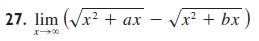 27. lim (√x² + ax − √x² + bx)
x→∞